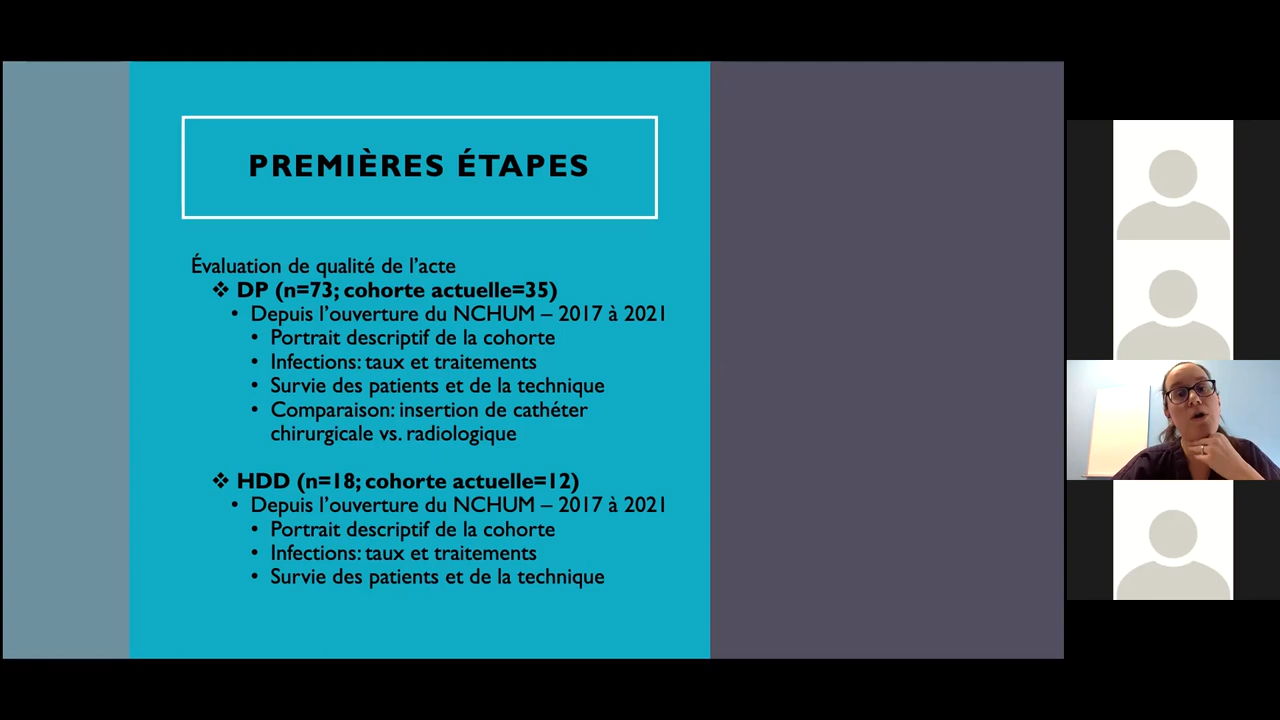 PREMIÈRES ÉTAPES
Évaluation de qualité de l'acte
❖ DP (n=73; cohorte actuelle=35)
• Depuis l'ouverture du NCHUM – 2017 à 2021
• Portrait descriptif de la cohorte
• Infections: taux et traitements
• Survie des patients et de la technique
• Comparaison: insertion de cathéter
chirurgicale vs. radiologique
❖ HDD (n=18; cohorte actuelle=12)
• Depuis l'ouverture du NCHUM – 2017 à 2021
• Portrait descriptif de la cohorte
• Infections: taux et traitements
• Survie des patients et de la technique